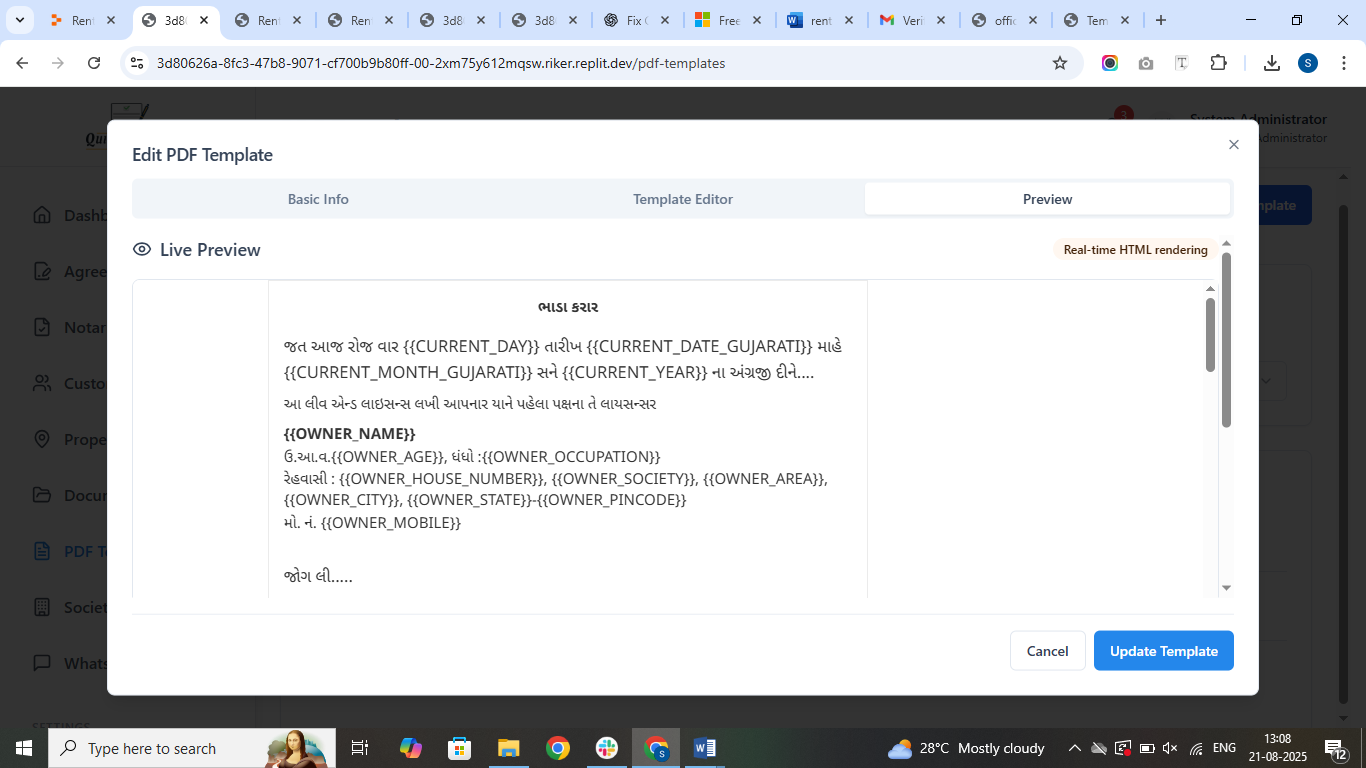 Rent
3d80
Rent
Rent
3d8
3d8
Fix C
Free
rent
Veri
offic
Tem
3d80626a-8fc3-47b8-9071-cf700b9b80ff-00-2xm75y612mqsw.riker.replit.dev/pdf-templates
S
Qui
3
System Administrator
Administrator
Edit PDF Template
Basic Info
Template Editor
Preview
Live Preview
Real-time HTML rendering
ભાડા કરાર
જત આજ રોજ વાર {{CURRENT_DAY}} તારીખ {{CURRENT_DATE_GUJARATI}} માહે
{{CURRENT_MONTH_GUJARATI}} સને {{CURRENT_YEAR}} ના અંગ્રજી દીને....
આ લીવ એન્ડ લાઇસન્સ લખી આપનાર યાને પહેલા પક્ષના તે લાયસન્સર
{{OWNER_NAME}}
ઉ.આ.વ.{{OWNER_AGE}}, ધંધો :{{OWNER_OCCUPATION}}
રેહવાસી : {{OWNER_HOUSE_NUMBER}}, {{OWNER_SOCIETY}}, {{OWNER_AREA}},
{{OWNER_CITY}}, {{OWNER_STATE}}-{{OWNER_PINCODE}}
મો. નં. {{OWNER_MOBILE}}
જોગ લી.....
Cancel
Update Template
Dashb
Agree
Notar
Custo
Prope
Docu
PDF Te
Societ
Whats
SETTINGS
mplate
Type here to search
28°C Mostly cloudy
ENG
13:08
21-08-2025
12